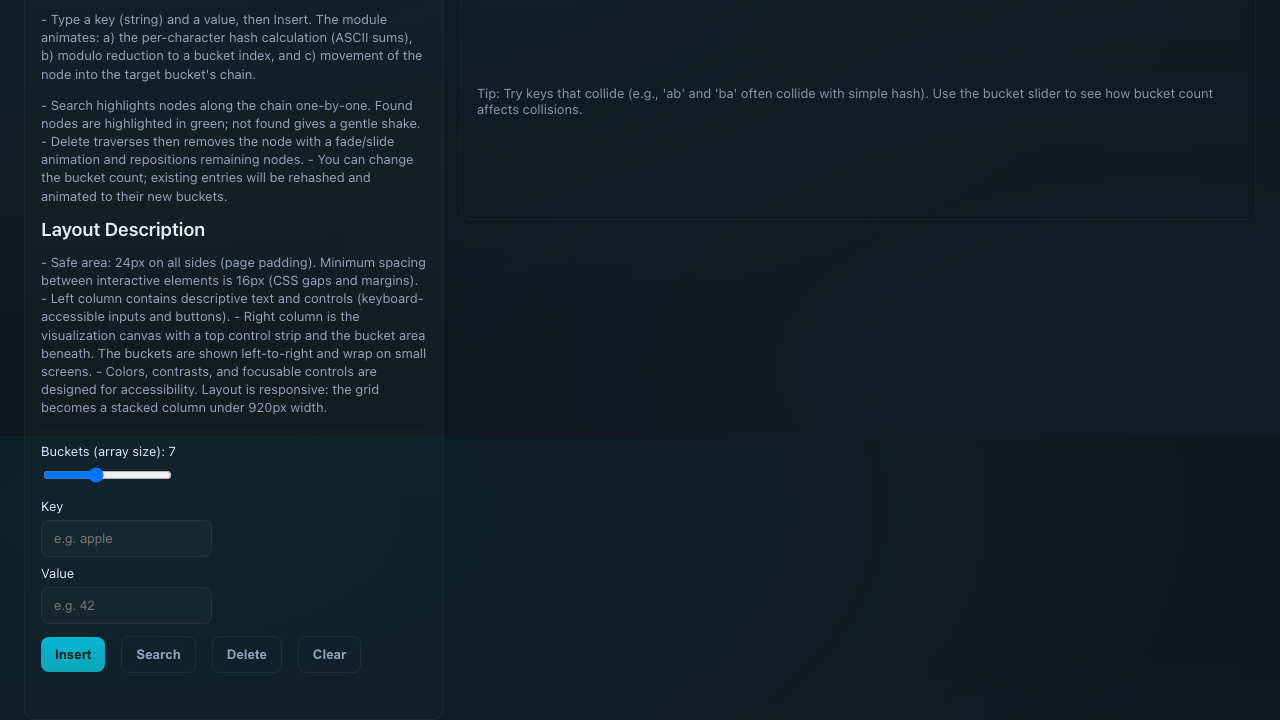 - Type a key (string) and a value, then Insert. The module
animates: a) the per-character hash calculation (ASCII sums),
b) modulo reduction to a bucket index, and c) movement of the
node into the target bucket's chain.
- Search highlights nodes along the chain one-by-one. Found
nodes are highlighted in green; not found gives a gentle shake.
- Delete traverses then removes the node with a fade/slide
animation and repositions remaining nodes. - You can change
the bucket count; existing entries will be rehashed and
animated to their new buckets.
Layout Description
- Safe area: 24px on all sides (page padding). Minimum spacing
between interactive elements is 16px (CSS gaps and margins).
- Left column contains descriptive text and controls (keyboard-
accessible inputs and buttons). - Right column is the
visualization canvas with a top control strip and the bucket area
beneath. The buckets are shown left-to-right and wrap on small
screens. - Colors, contrasts, and focusable controls are
designed for accessibility. Layout is responsive: the grid
becomes a stacked column under 920px width.
Buckets (array size): 7
Key
e.g. apple
Value
e.g. 42
Insert Search Delete Clear
Tip: Try keys that collide (e.g., 'ab' and 'ba' often collide with simple hash). Use the bucket slider to see how bucket count
affects collisions.